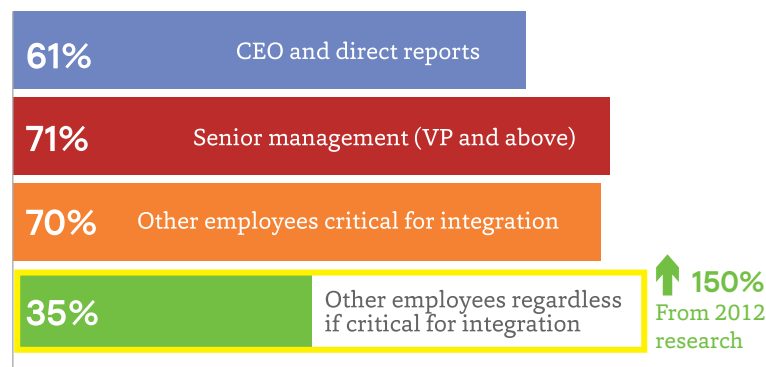 61% CEO and direct reports
71% Senior management (VP and above)
70% Other employees critical for integration
35% Other employees regardless
if critical for integration
150%
From 2012
research